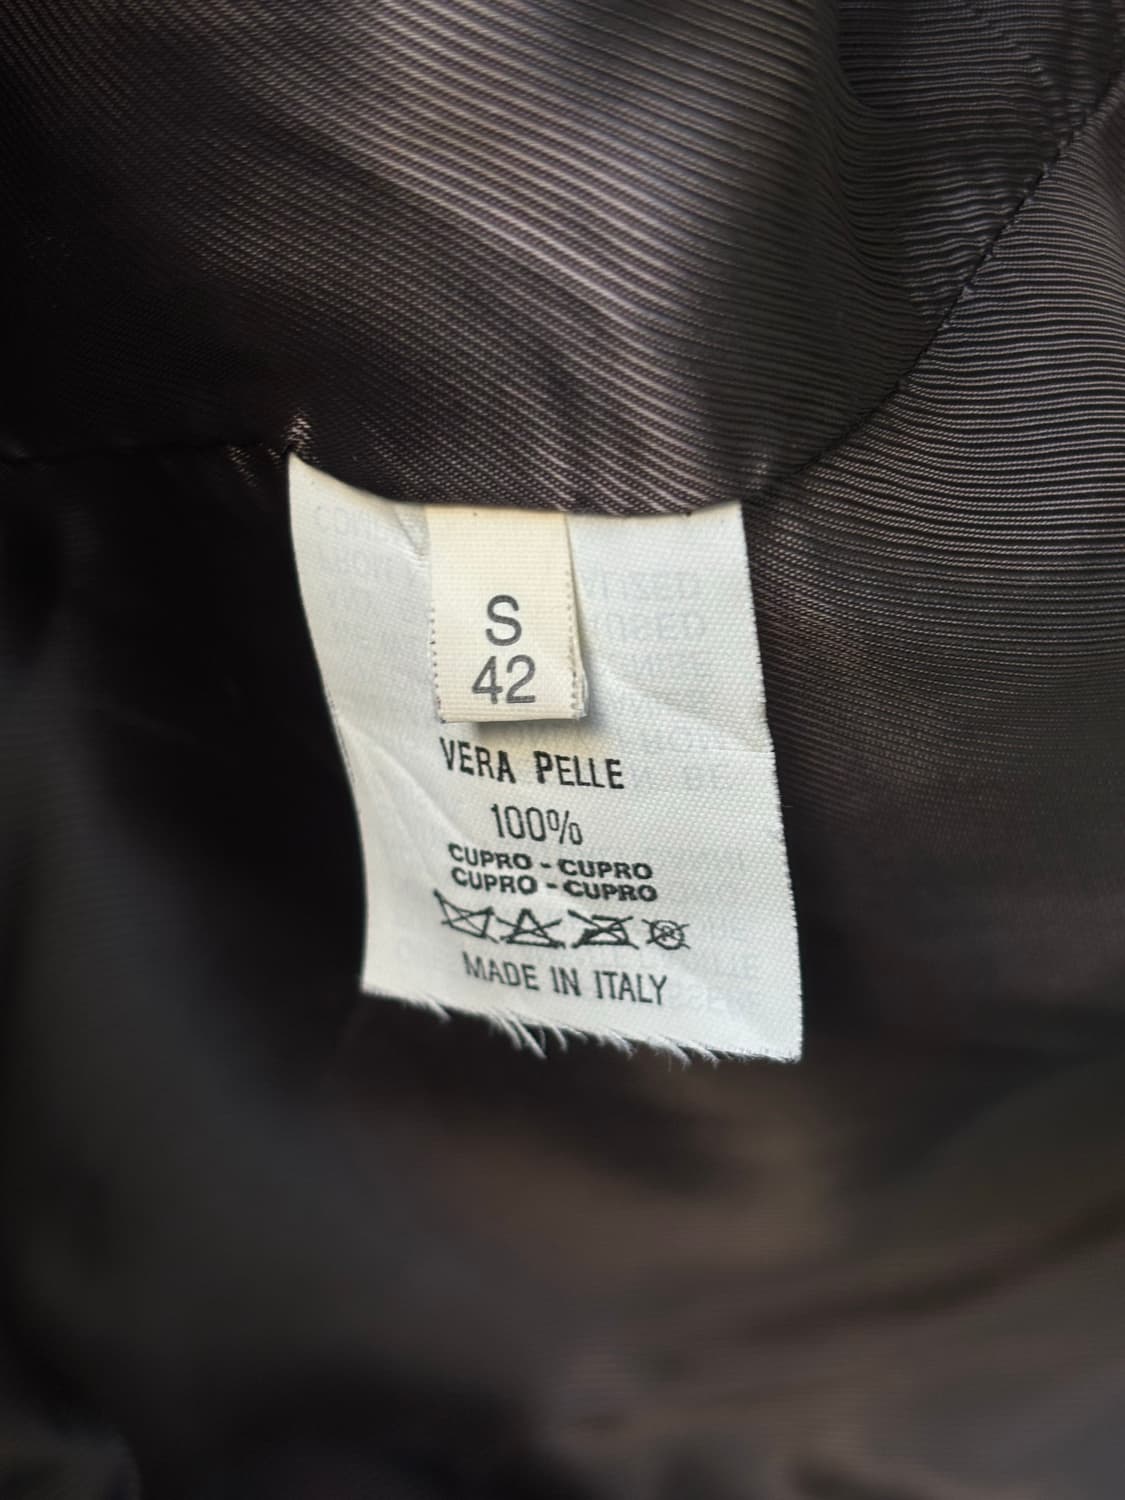 S
42
VERA PELLE
100%
CUPRO - CUPRO
CUPRO - CUPRO
MADE IN ITALY